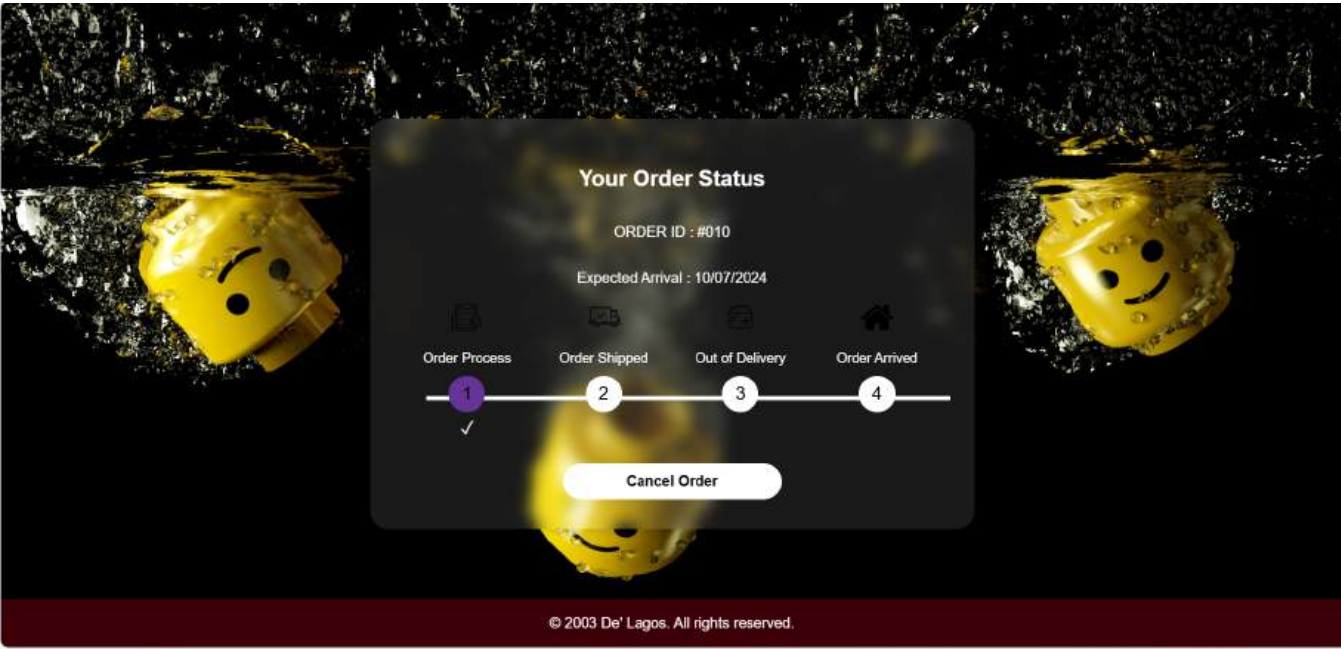 Your Order Status
ORDER ID : #010
Expected Arrival : 10/07/2024
Order Process Order Shipped Out of Delivery Order Arrived
1 2 3 4
✓
Cancel Order
© 2003 De' Lagos. All rights reserved.